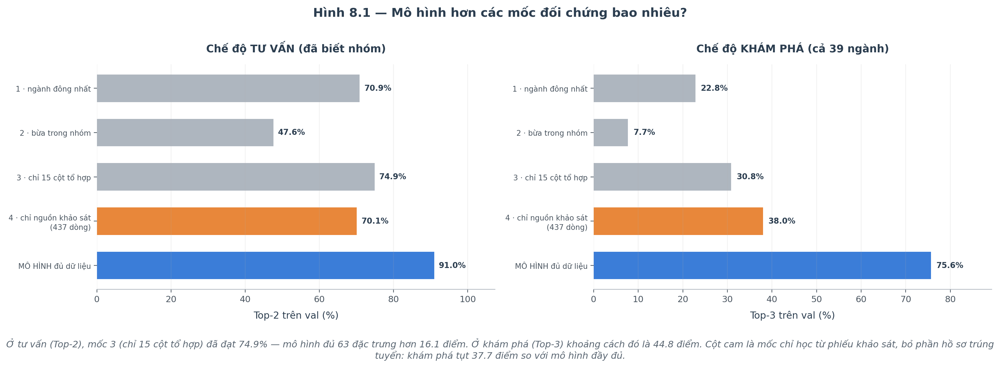 Hình 8.1 — Mô hình hơn các mốc đối chứng bao nhiêu?
Chế độ TƯ VẤN (đã biết nhóm)
1 · ngành đông nhất
70.9%
2 · bừa trong nhóm
47.6%
3 · chỉ 15 cột tổ hợp
74.9%
4 · chỉ nguồn khảo sát
(437 dòng)
70.1%
MÔ HÌNH đủ dữ liệu
91.0%
0 20 40 60 80 100
Top-2 trên val (%)
Chế độ KHÁM PHÁ (cả 39 ngành)
1 · ngành đông nhất
22.8%
2 · bừa trong nhóm
7.7%
3 · chỉ 15 cột tổ hợp
30.8%
4 · chỉ nguồn khảo sát
(437 dòng)
38.0%
MÔ HÌNH đủ dữ liệu
75.6%
0 10 20 30 40 50 60 70 80
Top-3 trên val (%)
Ở tư vấn (Top-2), mốc 3 (chỉ 15 cột tổ hợp) đã đạt 74.9% — mô hình đủ 63 đặc trưng hơn 16.1 điểm. Ở khám phá (Top-3) khoảng cách đó là 44.8 điểm. Cột cam là mốc chỉ học từ phiếu khảo sát, bỏ phần hồ sơ trúng
tuyển: khám phá tụt 37.7 điểm so với mô hình đầy đủ.